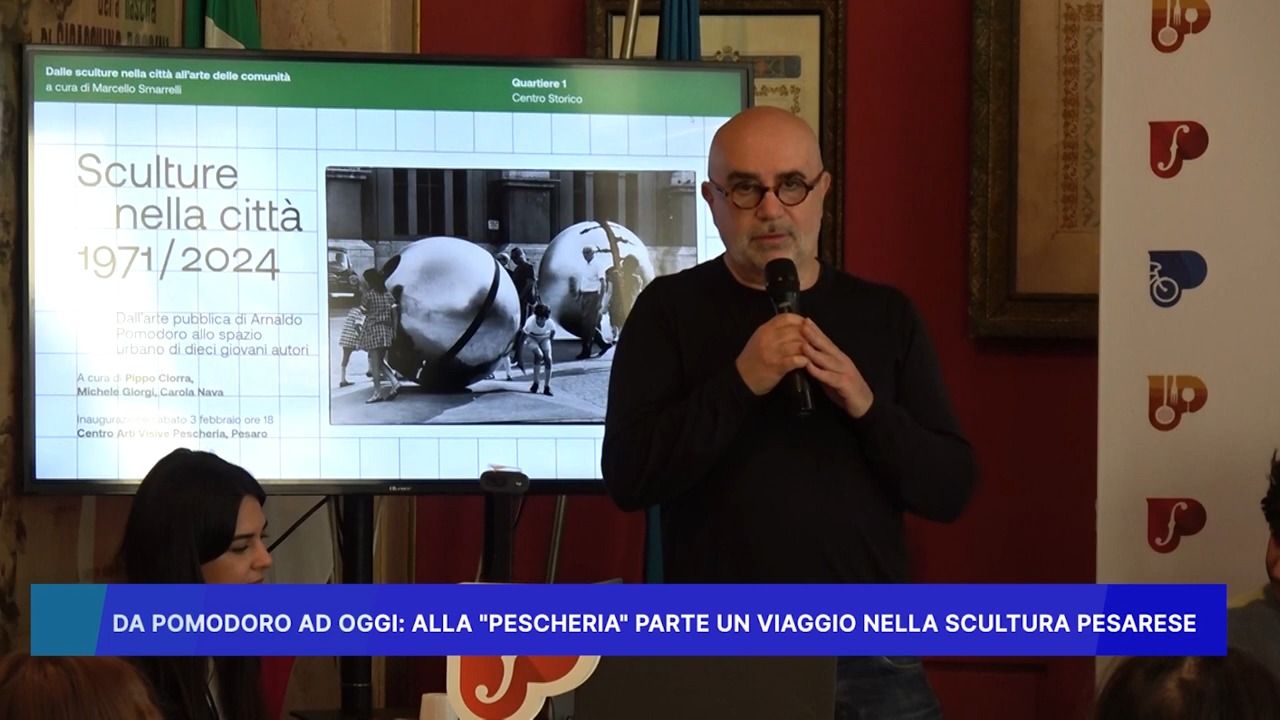 Dalle sculture nella città all'arte delle comunità
a cura di Marcello Smarrelli
Quartiere 1
Centro Storico
Sculture
nella città
1971/2024
Dall'arte pubblica di Arnaldo
Pomodoro allo spazio
urbano di dieci giovani autori
A cura di Pippo Ciorra,
Michele Giorgi, Carola Nava
Inaugurazione sabato 3 febbraio ore 18
Centro Arti Visive Pescheria, Pesaro
DA POMODORO AD OGGI: ALLA "PESCHERIA" PARTE UN VIAGGIO NELLA SCULTURA PESARESE